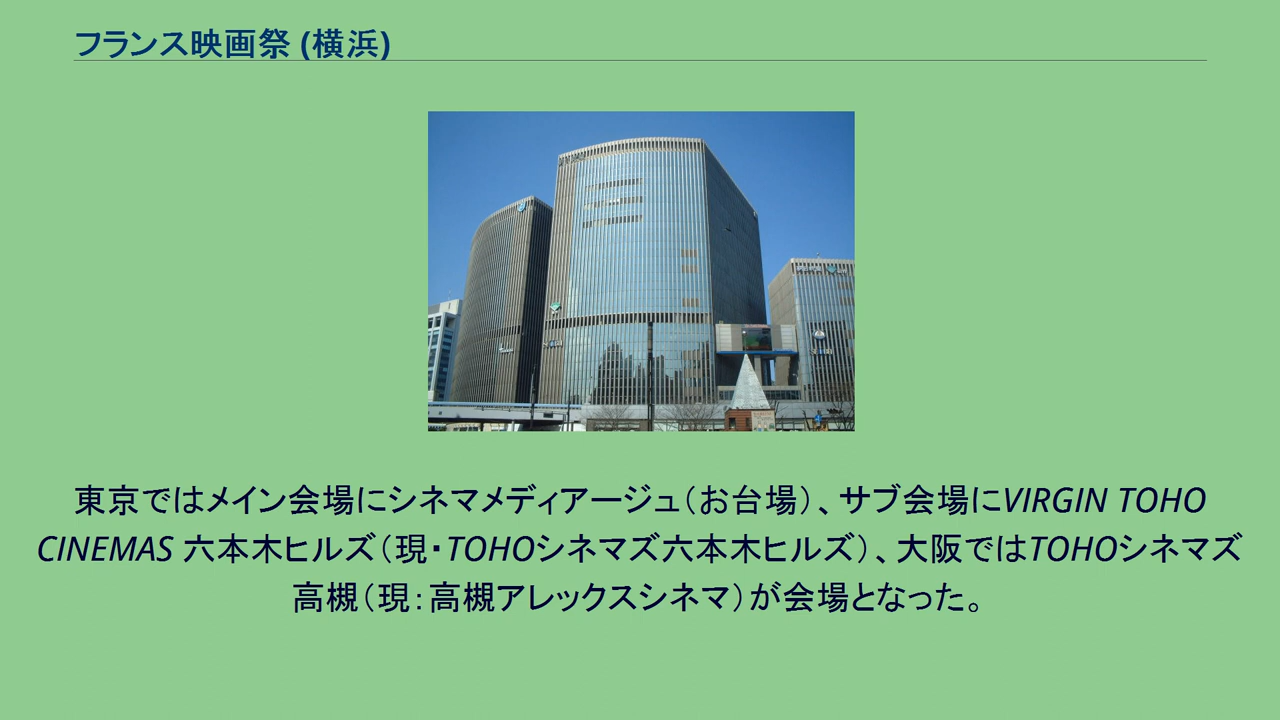 フランス映画祭 (横浜)
東京ではメイン会場にシネマメディアージュ（お台場）、サブ会場にVIRGIN TOHO
CINEMAS 六本木ヒルズ（現・TOHOシネマズ六本木ヒルズ）、大阪ではTOHOシネマズ
高槻（現：高槻アレックスシネマ）が会場となった。